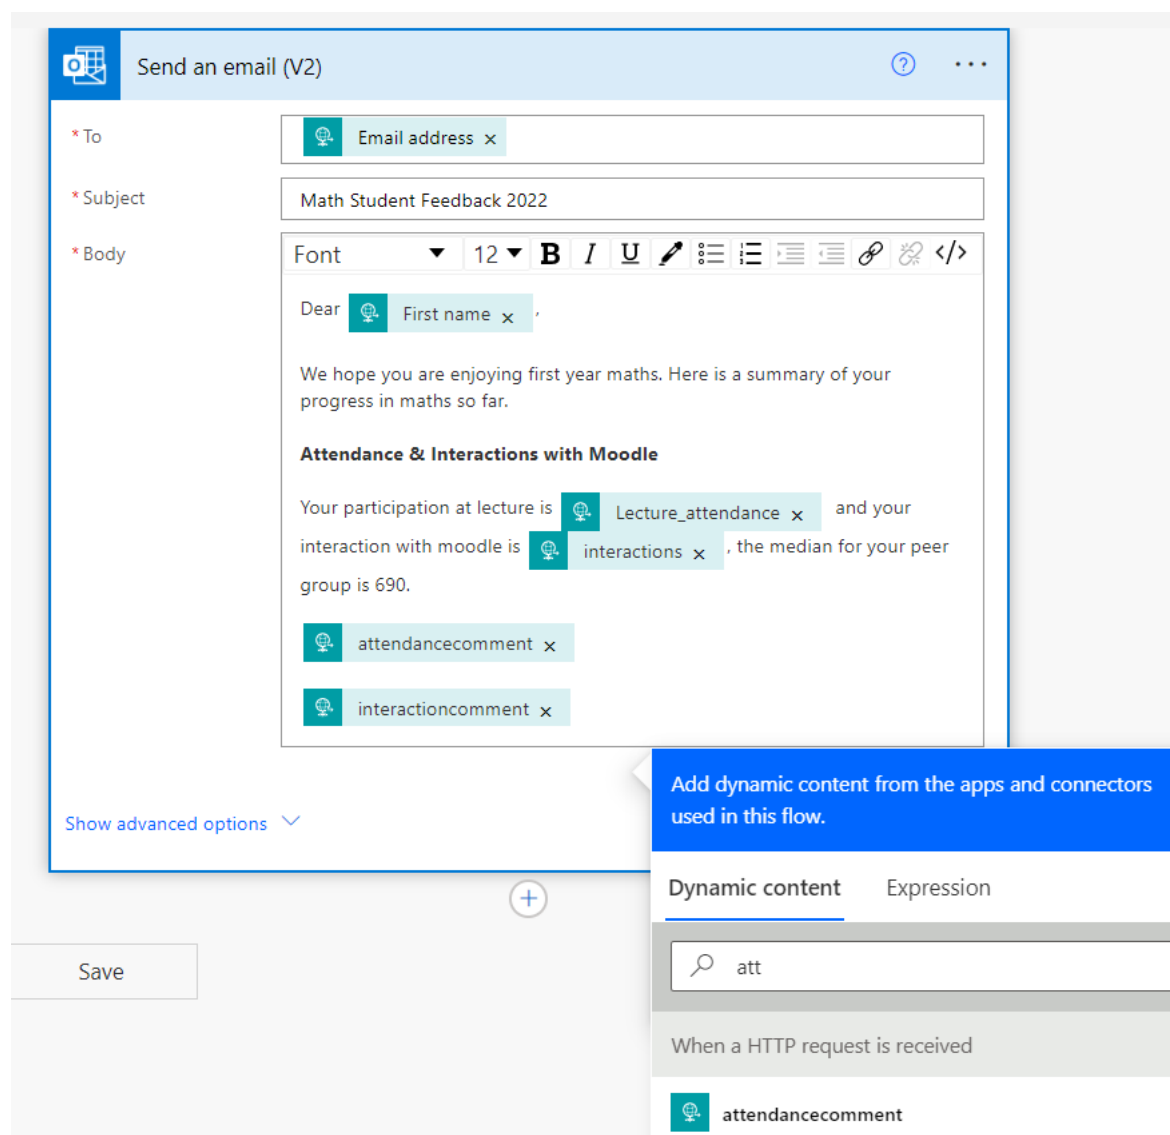 Send an email (V2)
* To
Email address ×
* Subject
Math Student Feedback 2022
* Body
Font 12 B I U </>
Dear First name × ,
We hope you are enjoying first year maths. Here is a summary of your
progress in maths so far.
Attendance & Interactions with Moodle
Your participation at lecture is Lecture_attendance × and your
interaction with moodle is interactions × , the median for your peer
group is 690.
attendancecomment ×
interactioncomment ×
Show advanced options
Add dynamic content from the apps and connectors
used in this flow.
Dynamic content Expression
Save
att
When a HTTP request is received
attendancecomment